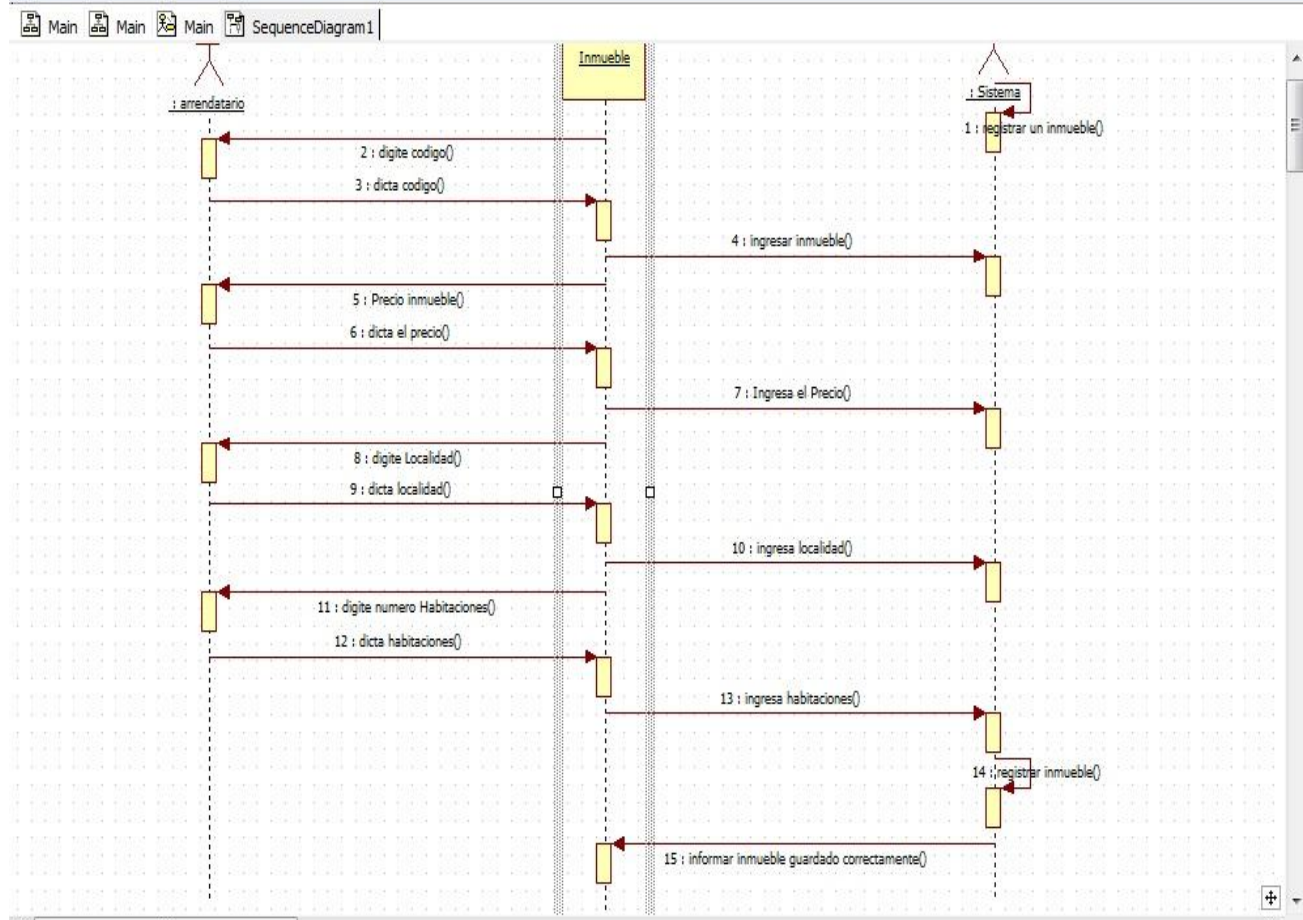 Main Main Main SequenceDiagram1
Inmueble
: arrendatario
: Sistema
1 : registrar un inmueble()
2 : digite codigo()
3 : dicta codigo()
4 : ingresar inmueble()
5 : Precio inmueble()
6 : dicta el precio()
7 : Ingresa el Precio()
8 : digite Localidad()
9 : dicta localidad()
10 : ingresa localidad()
11 : digite numero Habitaciones()
12 : dicta habitaciones()
13 : ingresa habitaciones()
14 : registrar inmueble()
15 : informar inmueble guardado correctamente()